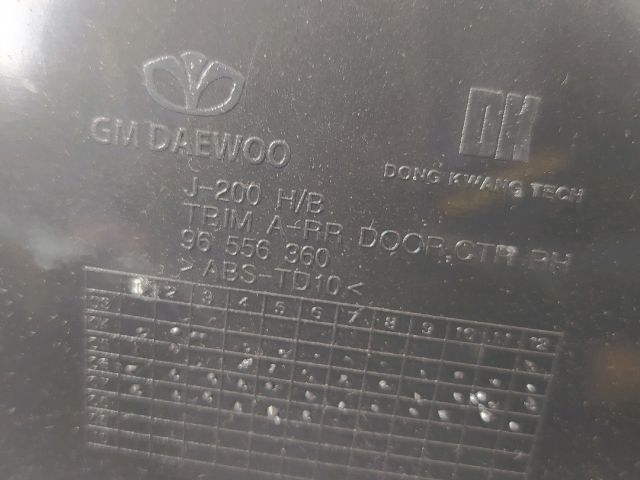 GM DAEWOO
DK
DONG KWANG TECH
J-200 H/B
TRIM A-RR DOOR,CTR RH
96 556 360
>ABS-TD10<
1 2 3 4 5 6 7 8 9 10 11 12